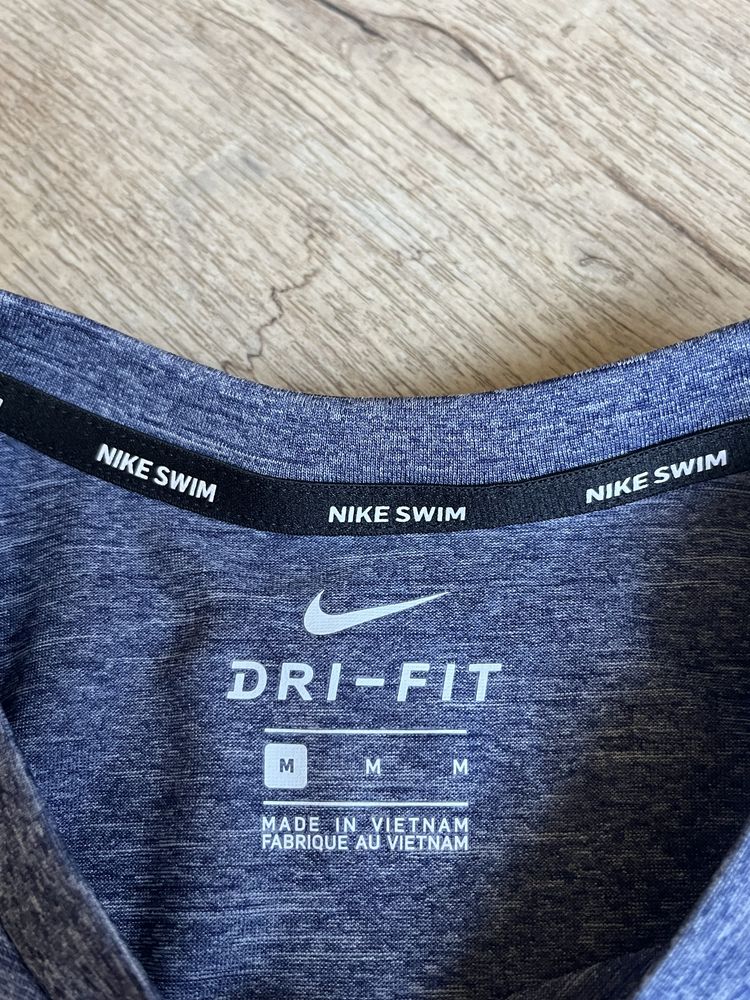 NIKE SWIM
NIKE SWIM
NIKE SWIM
DRI-FIT
M M M
MADE IN VIETNAM
FABRIQUE AU VIETNAM